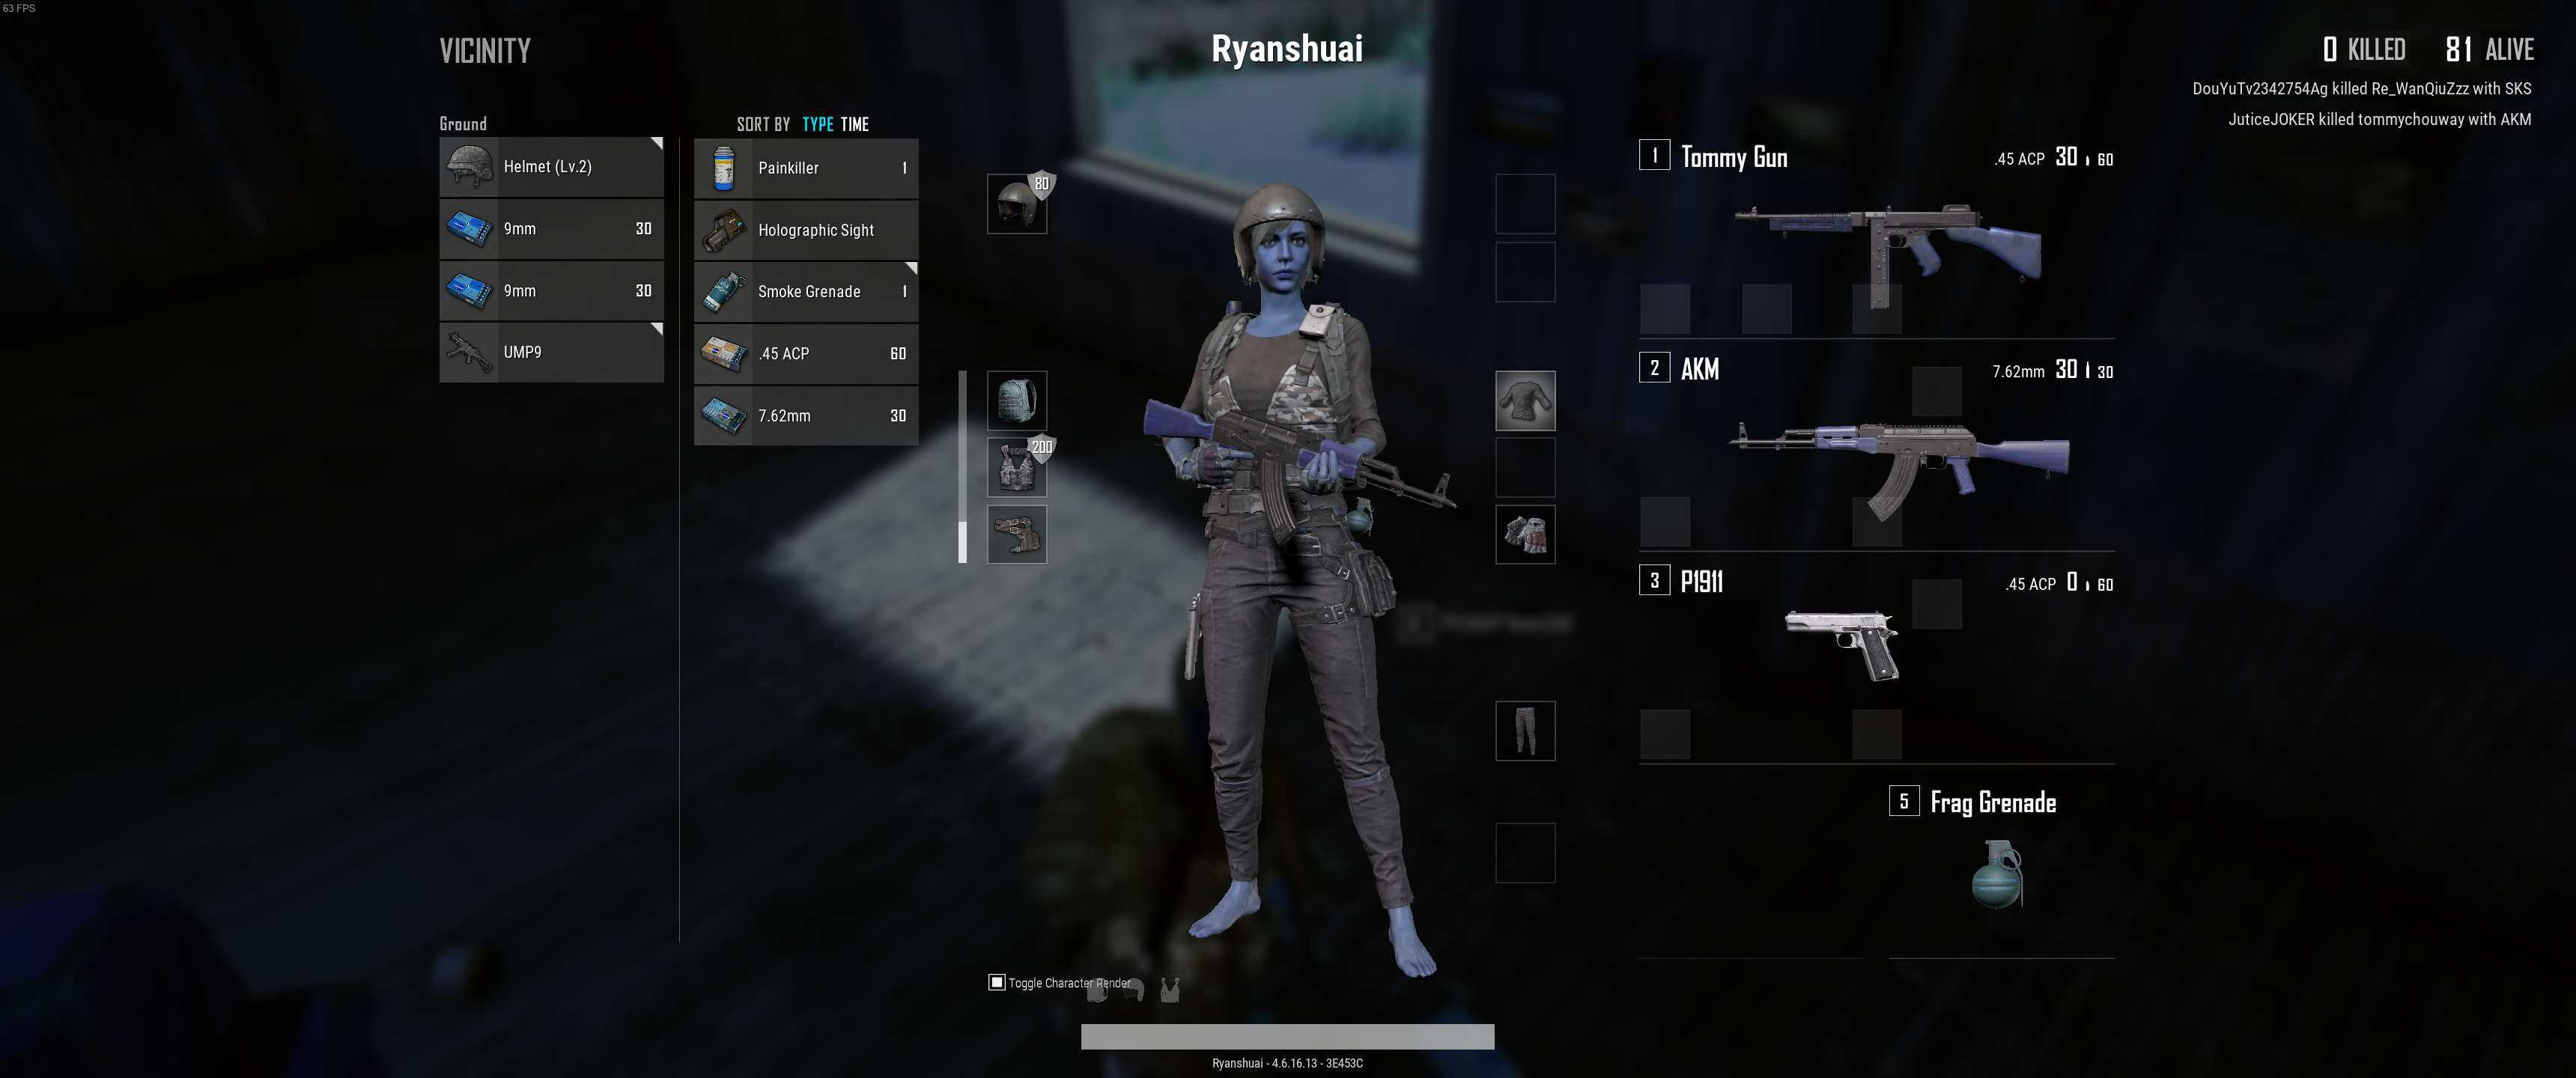 63 FPS
VICINITY
Ryanshuai
0 KILLED 81 ALIVE
DouYuTv2342754Ag killed Re_WanQiuZzz with SKS
JuticeJOKER killed tommychouway with AKM
Ground
Helmet (Lv.2)
9mm 30
9mm 30
UMP9
SORT BY TYPE TIME
Painkiller 1
Holographic Sight
Smoke Grenade 1
.45 ACP 60
7.62mm 30
80
200
1 Tommy Gun .45 ACP 30 60
2 AKM 7.62mm 30 30
3 P1911 .45 ACP 0 60
5 Frag Grenade
Toggle Character Render
Ryanshuai - 4.6.16.13 - 3E453C